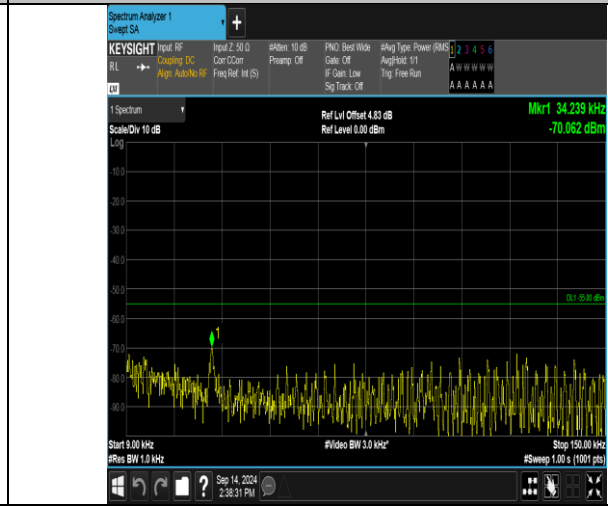 Spectrum Analyzer 1
Swept SA
+
KEYSIGHT Input: RF Input Z: 50 Ω #Atten: 10 dB PNO: Best Wide #Avg Type: Power (RMS 1 2 3 4 5 6
RL Coupling: DC Corr CCorr Preamp: Off Gate: Off Avg|Hold: 1/1 A W W W W W
Align: Auto/No RF Freq Ref: Int (S) IF Gain: Low Trig: Free Run
Sig Track: Off A A A A A A
1 Spectrum Ref Lvl Offset 4.83 dB Mkr1 34.239 kHz
Scale/Div 10 dB Ref Level 0.00 dBm -70.062 dBm
Log
-10.0
-20.0
-30.0
-40.0
-50.0
DL1 -55.00 dBm
-60.0
1
-70.0
-80.0
-90.0
Start 9.00 kHz #Video BW 3.0 kHz* Stop 150.00 kHz
#Res BW 1.0 kHz #Sweep 1.00 s (1001 pts)
? Sep 14, 2024
2:38:31 PM